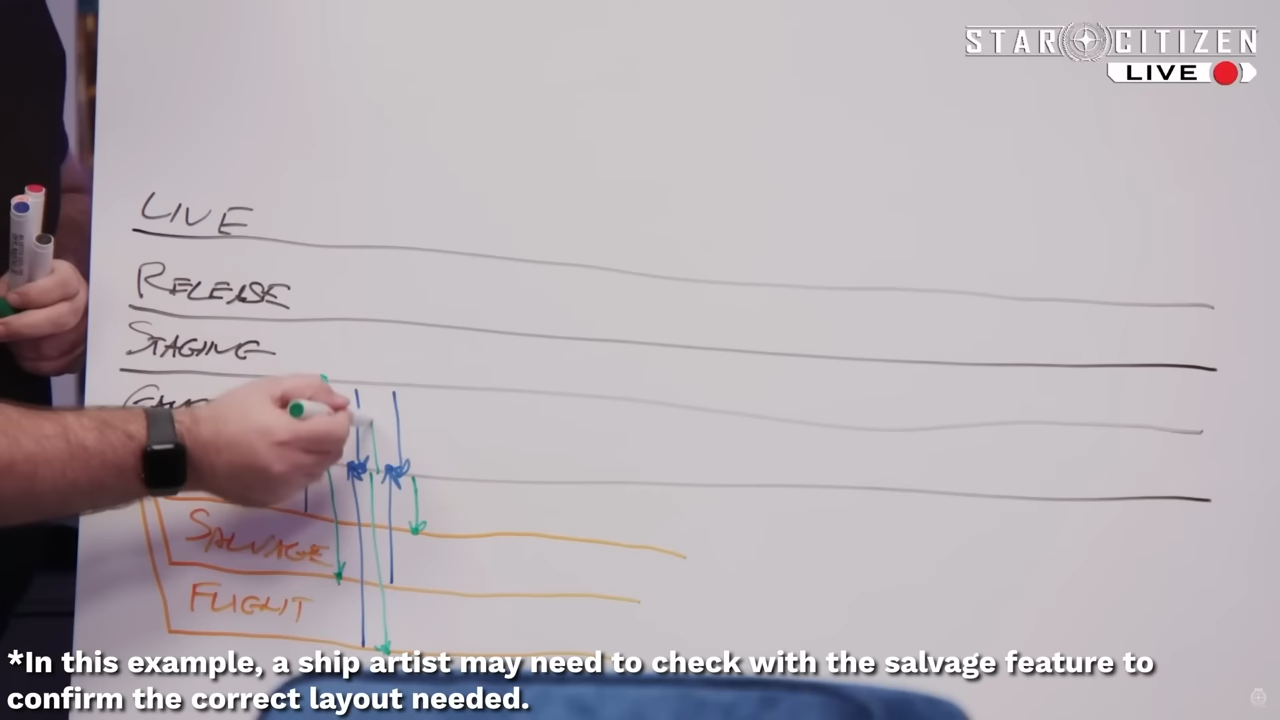 STAR CITIZEN
LIVE
LIVE
RELEASE
STAGING
SALVAGE
FLIGHT
*In this example, a ship artist may need to check with the salvage feature to
confirm the correct layout needed.